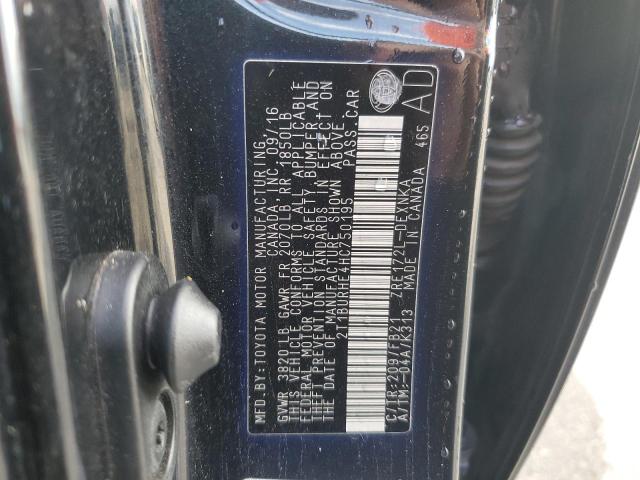 MFD.BY:TOYOTA MOTOR MANUFACTURING
CANADA, INC. 09/16
GVWR 3820LB GAWR FR 2070LB RR 1850LB
THIS VEHICLE CONFORMS TO ALL APPLICABLE
FEDERAL MOTOR VEHICLE SAFETY, BUMPER, AND
THEFT PREVENTION STANDARDS IN EFFECT ON
THE DATE OF MANUFACTURE SHOWN ABOVE.
2T1BURHE4HC750195 PASS.CAR
C/TR:209/FB21 ZRE172L-DEXNKA
A/TM:-04A/K313 MADE IN CANADA 465
AD